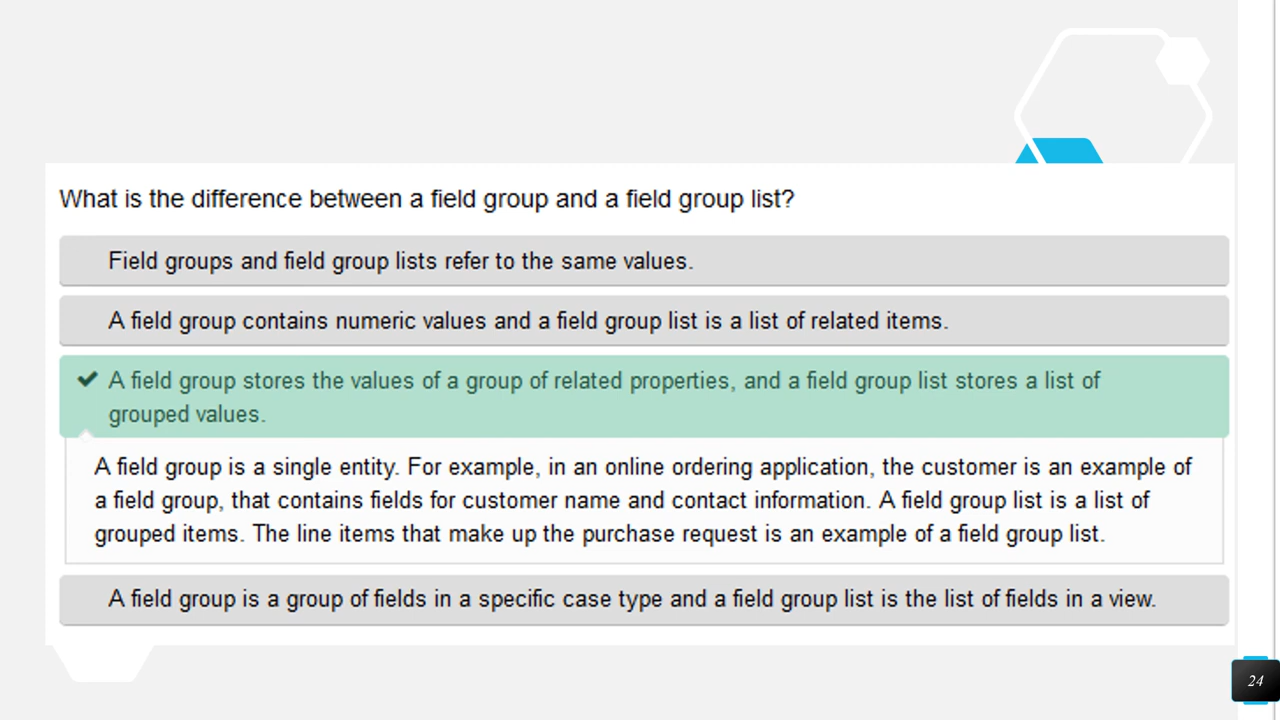 What is the difference between a field group and a field group list?
Field groups and field group lists refer to the same values.
A field group contains numeric values and a field group list is a list of related items.
A field group stores the values of a group of related properties, and a field group list stores a list of
grouped values.
A field group is a single entity. For example, in an online ordering application, the customer is an example of
a field group, that contains fields for customer name and contact information. A field group list is a list of
grouped items. The line items that make up the purchase request is an example of a field group list.
A field group is a group of fields in a specific case type and a field group list is the list of fields in a view.
24